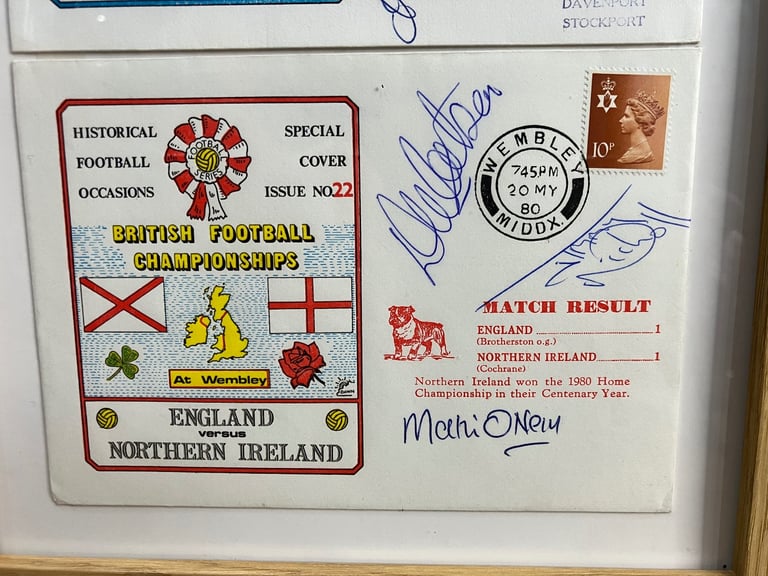 DAVENPORT
STOCKPORT
HISTORICAL
FOOTBALL
OCCASIONS
FOOTBALL
SERIES
SPECIAL
COVER
ISSUE NO.22
BRITISH FOOTBALL
CHAMPIONSHIPS
At Wembley
ENGLAND
versus
NORTHERN IRELAND
WEMBLEY
745PM
20 MY
80
MIDDX.
10P
MATCH RESULT
ENGLAND 1
(Brotherston o.g.)
NORTHERN IRELAND 1
(Cochrane)
Northern Ireland won the 1980 Home
Championship in their Centenary Year.
Martin O'Neill